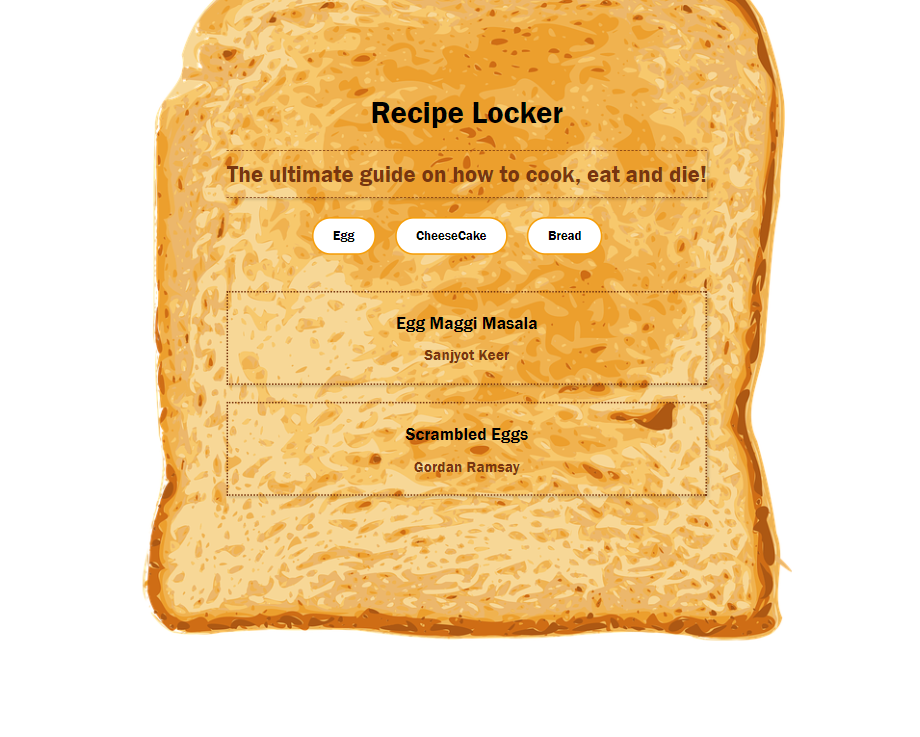 Recipe Locker
The ultimate guide on how to cook, eat and die!
Egg CheeseCake Bread
Egg Maggi Masala
Sanjyot Keer
Scrambled Eggs
Gordan Ramsay